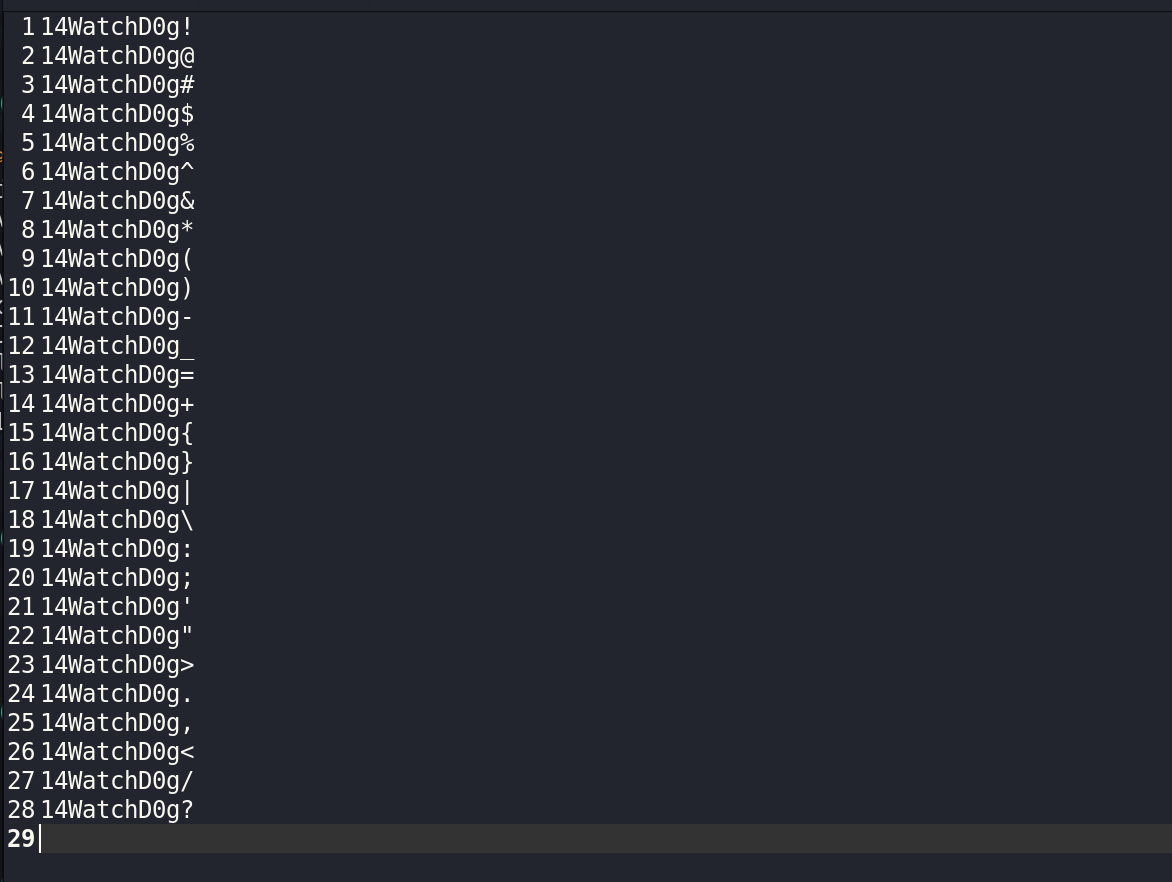 1 14WatchD0g!
2 14WatchD0g@
3 14WatchD0g#
4 14WatchD0g$
5 14WatchD0g%
6 14WatchD0g^
7 14WatchD0g&
8 14WatchD0g*
9 14WatchD0g(
10 14WatchD0g)
11 14WatchD0g-
12 14WatchD0g_
13 14WatchD0g=
14 14WatchD0g+
15 14WatchD0g{
16 14WatchD0g}
17 14WatchD0g|
18 14WatchD0g\
19 14WatchD0g:
20 14WatchD0g;
21 14WatchD0g'
22 14WatchD0g"
23 14WatchD0g>
24 14WatchD0g.
25 14WatchD0g,
26 14WatchD0g<
27 14WatchD0g/
28 14WatchD0g?
29